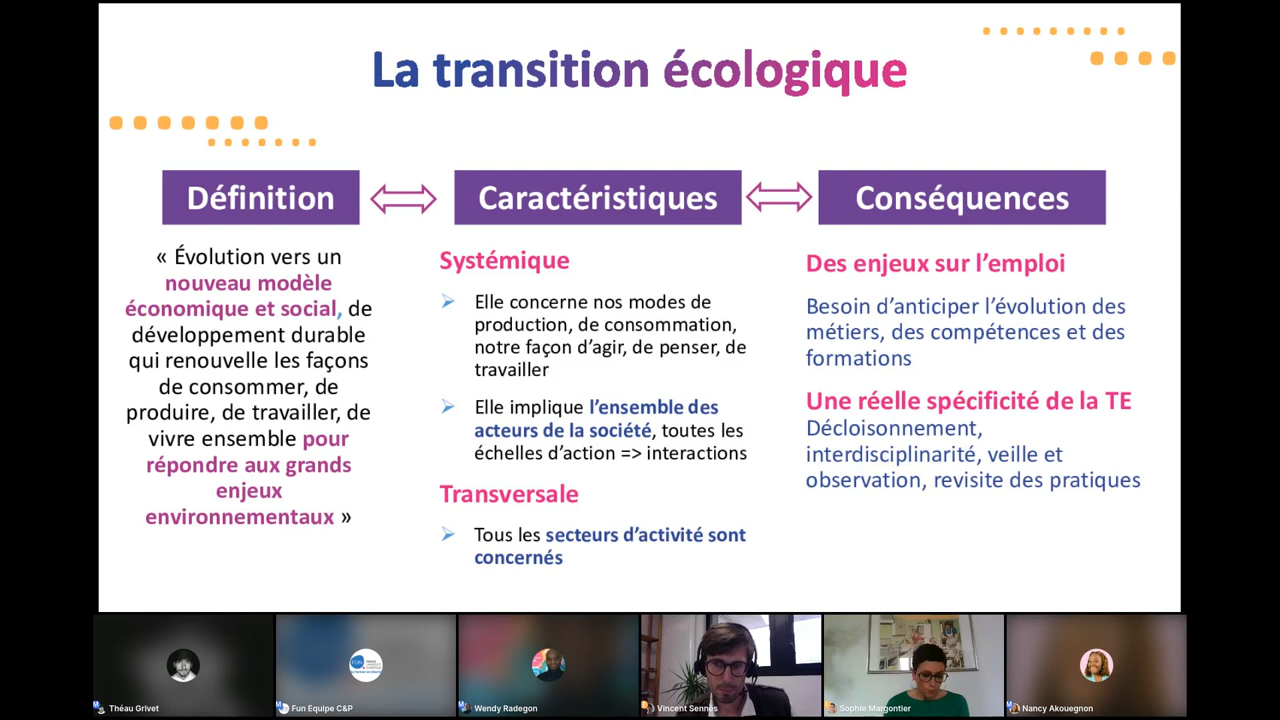 La transition écologique
Définition
Caractéristiques
Conséquences
« Évolution vers un
nouveau modèle
économique et social, de
développement durable
qui renouvelle les façons
de consommer, de
produire, de travailler, de
vivre ensemble pour
répondre aux grands
enjeux
environnementaux »
Systémique
Elle concerne nos modes de
production, de consommation,
notre façon d’agir, de penser, de
travailler
Elle implique l’ensemble des
acteurs de la société, toutes les
échelles d’action => interactions
Transversale
Tous les secteurs d’activité sont
concernés
Des enjeux sur l’emploi
Besoin d’anticiper l’évolution des
métiers, des compétences et des
formations
Une réelle spécificité de la TE
Décloisonnement,
interdisciplinarité, veille et
observation, revisite des pratiques
FUN
Théau Grivet
Fun Equipe C&P
Wendy Radegon
Vincent Sennes
Sophie Margontier
Nancy Akouegnon